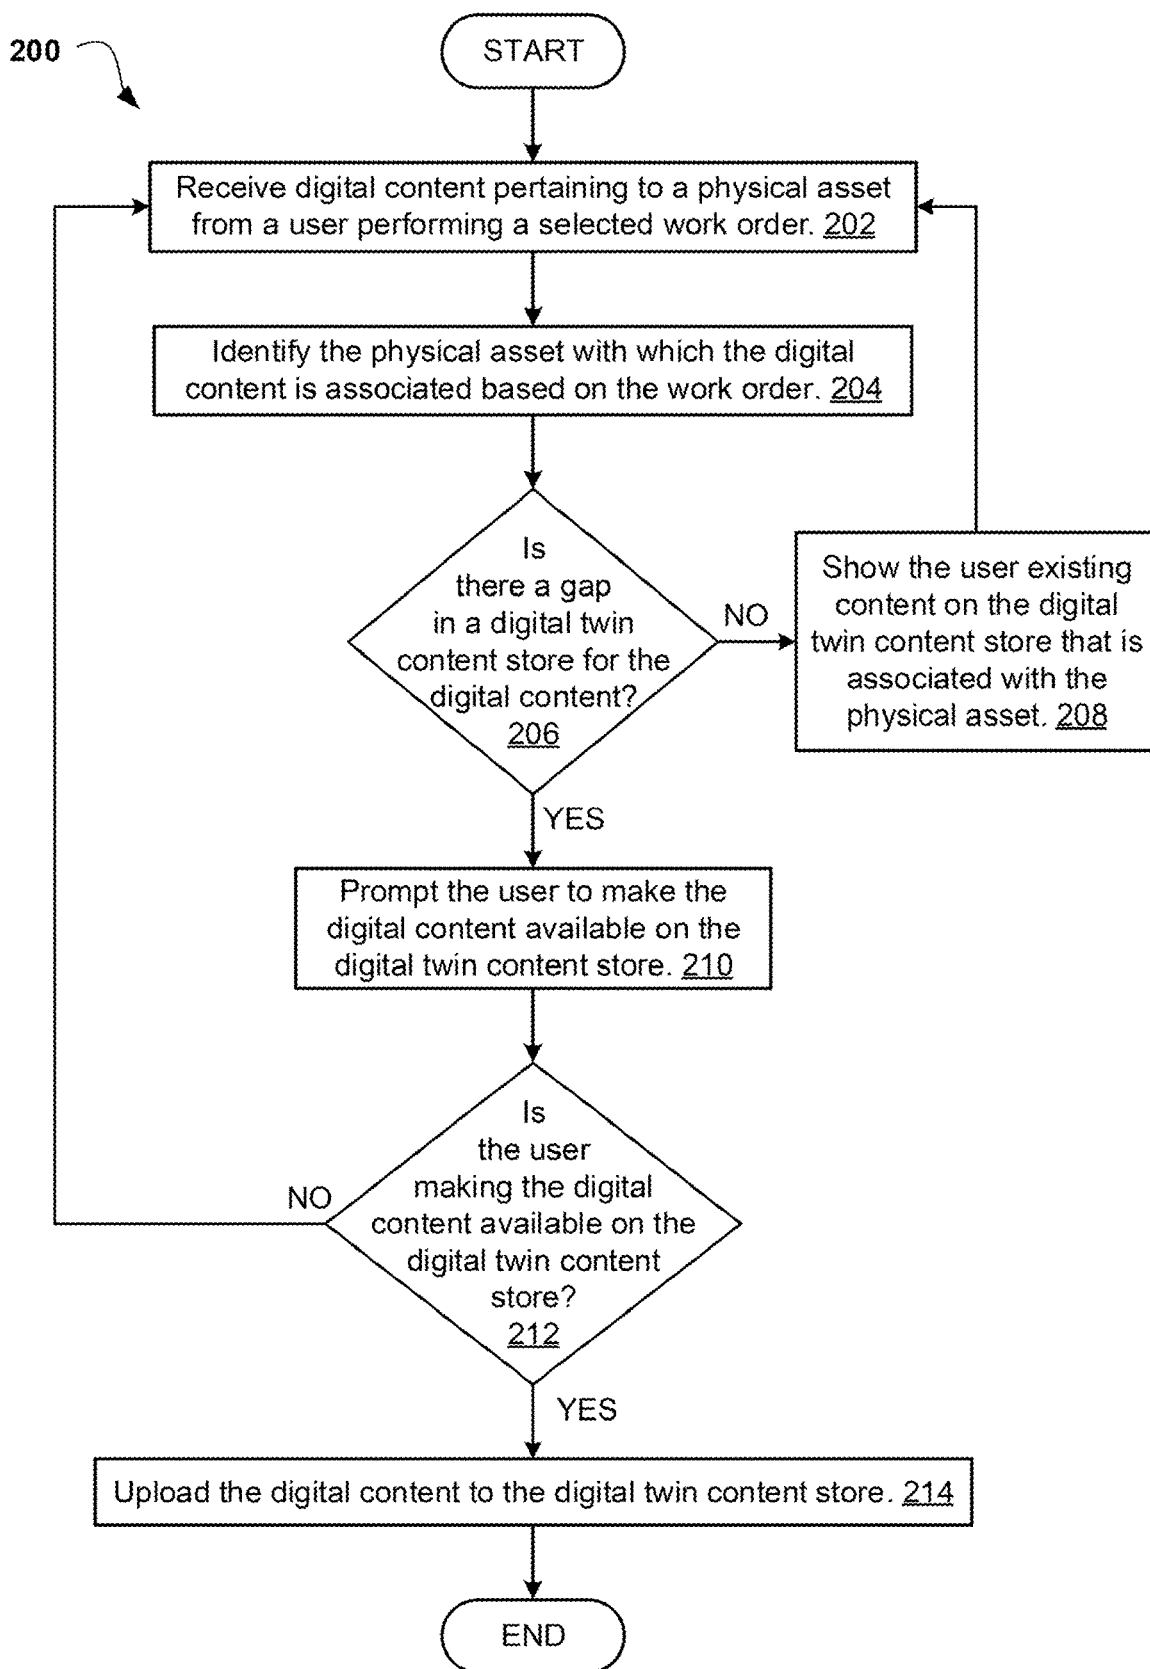 200
START
Receive digital content pertaining to a physical asset
from a user performing a selected work order. 202
Identify the physical asset with which the digital
content is associated based on the work order. 204
Is
there a gap
in a digital twin
content store for the
digital content?
206
NO
Show the user existing
content on the digital
twin content store that is
associated with the
physical asset. 208
YES
Prompt the user to make the
digital content available on the
digital twin content store. 210
Is
the user
making the digital
content available on the
digital twin content
store?
212
NO
YES
Upload the digital content to the digital twin content store. 214
END